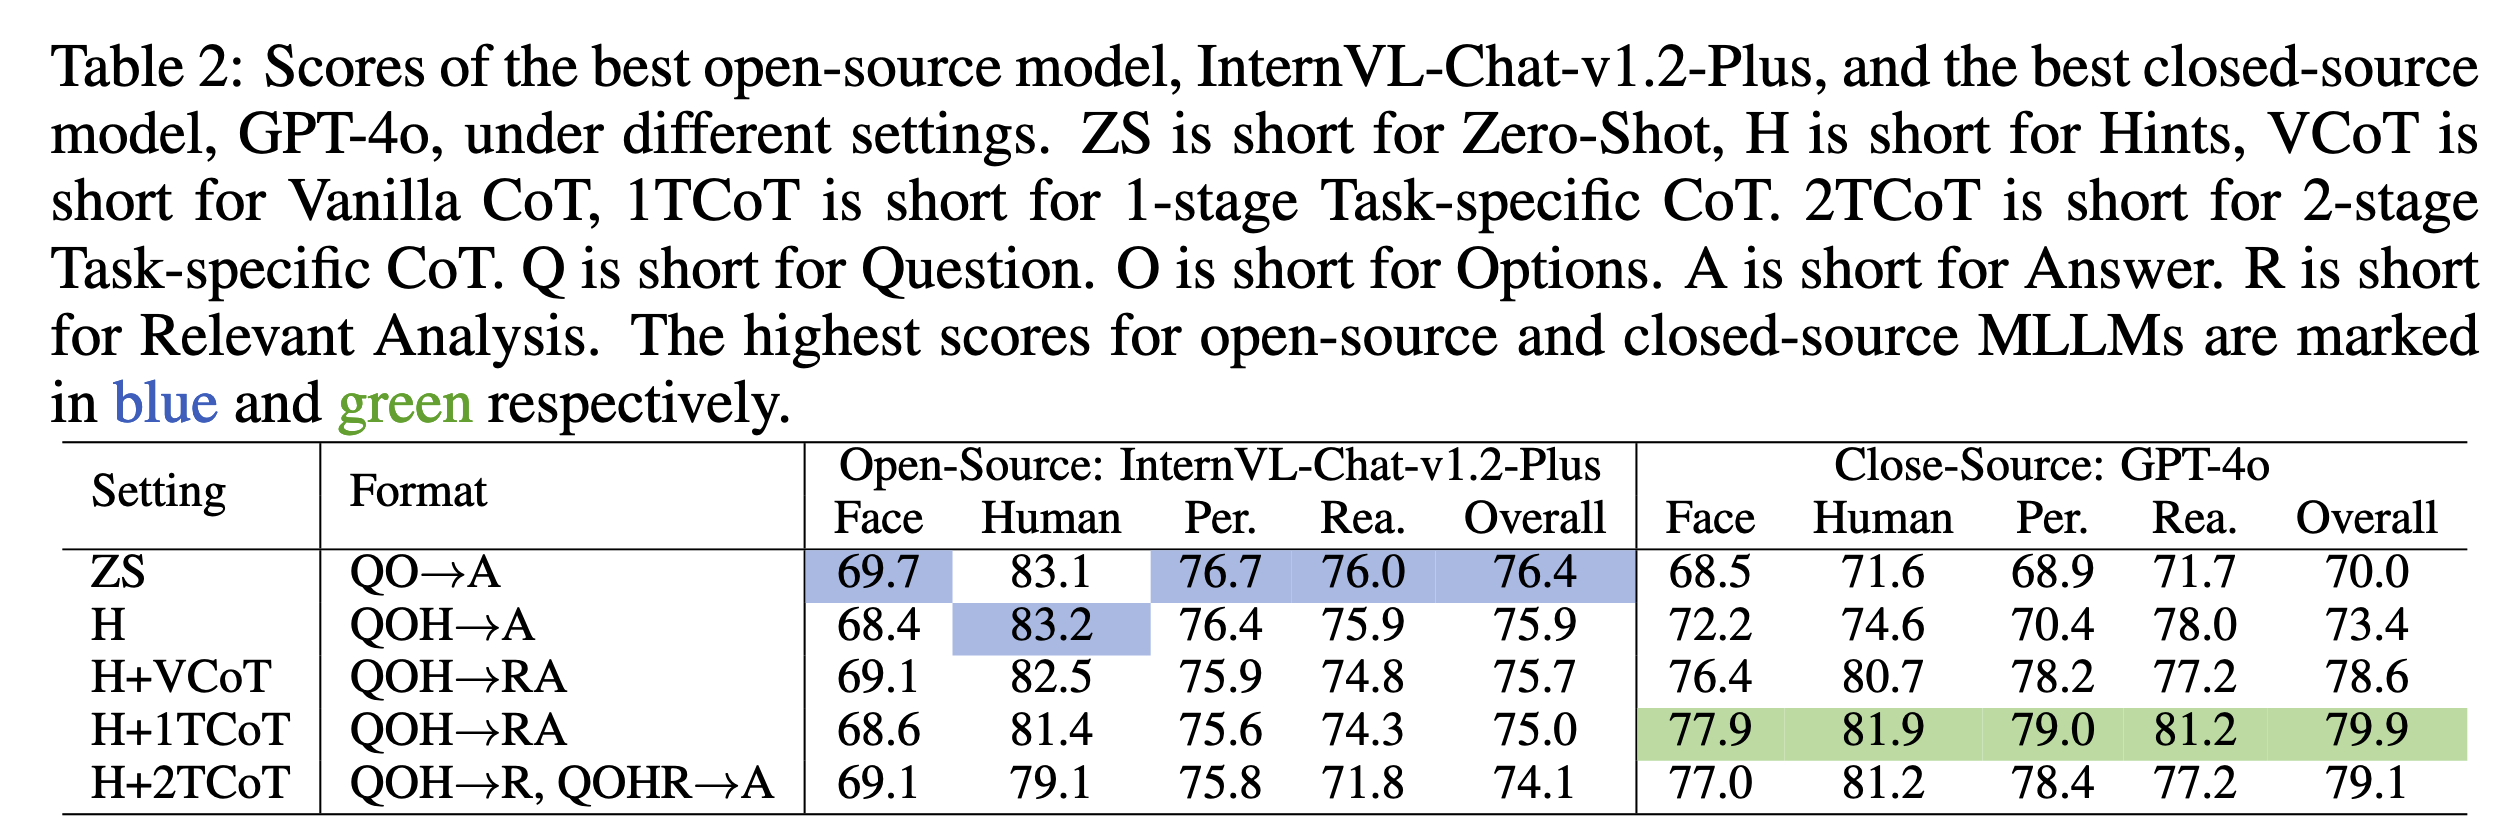 Table 2: Scores of the best open-source model, InternVL-Chat-v1.2-Plus, and the best closed-source
model, GPT-4o, under different settings. ZS is short for Zero-Shot, H is short for Hints, VCoT is
short for Vanilla CoT, 1TCoT is short for 1-stage Task-specific CoT. 2TCoT is short for 2-stage
Task-specific CoT. Q is short for Question. O is short for Options. A is short for Answer. R is short
for Relevant Analysis. The highest scores for open-source and closed-source MLLMs are marked
in blue and green respectively.
Setting Format Open-Source: InternVL-Chat-v1.2-Plus Close-Source: GPT-4o
Face Human Per. Rea. Overall Face Human Per. Rea. Overall
ZS QO→A 69.7 83.1 76.7 76.0 76.4 68.5 71.6 68.9 71.7 70.0
H QOH→A 68.4 83.2 76.4 75.9 75.9 72.2 74.6 70.4 78.0 73.4
H+VCoT QOH→RA 69.1 82.5 75.9 74.8 75.7 76.4 80.7 78.2 77.2 78.6
H+1TCoT QOH→RA 68.6 81.4 75.6 74.3 75.0 77.9 81.9 79.0 81.2 79.9
H+2TCoT QOH→R, QOHR→A 69.1 79.1 75.8 71.8 74.1 77.0 81.2 78.4 77.2 79.1